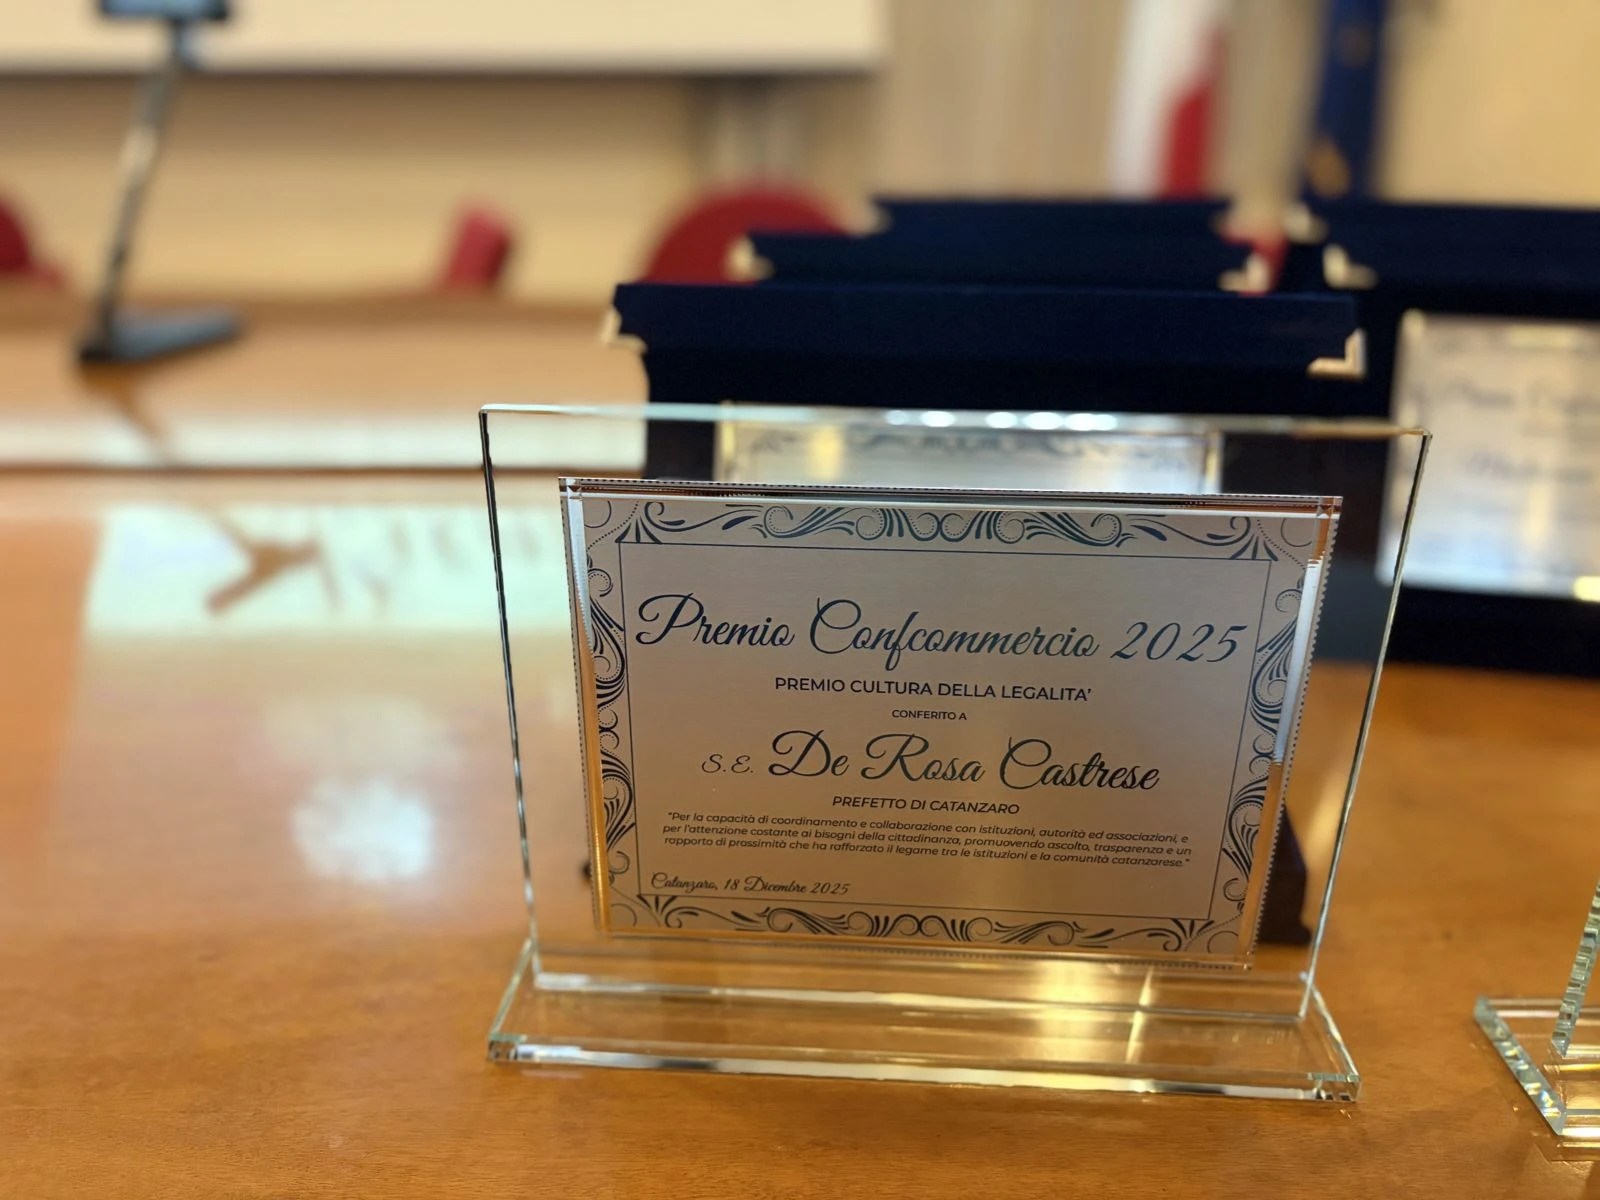 Premio Confcommercio 2025
PREMIO CULTURA DELLA LEGALITA'
CONFERITO A
S.E. De Rosa Castrese
PREFETTO DI CATANZARO
"Per la capacità di coordinamento e collaborazione con istituzioni, autorità ed associazioni, e
per l'attenzione costante ai bisogni della cittadinanza, promuovendo ascolto, trasparenza e un
rapporto di prossimità che ha rafforzato il legame tra le istituzioni e la comunità catanzarese."
Catanzaro, 18 Dicembre 2025